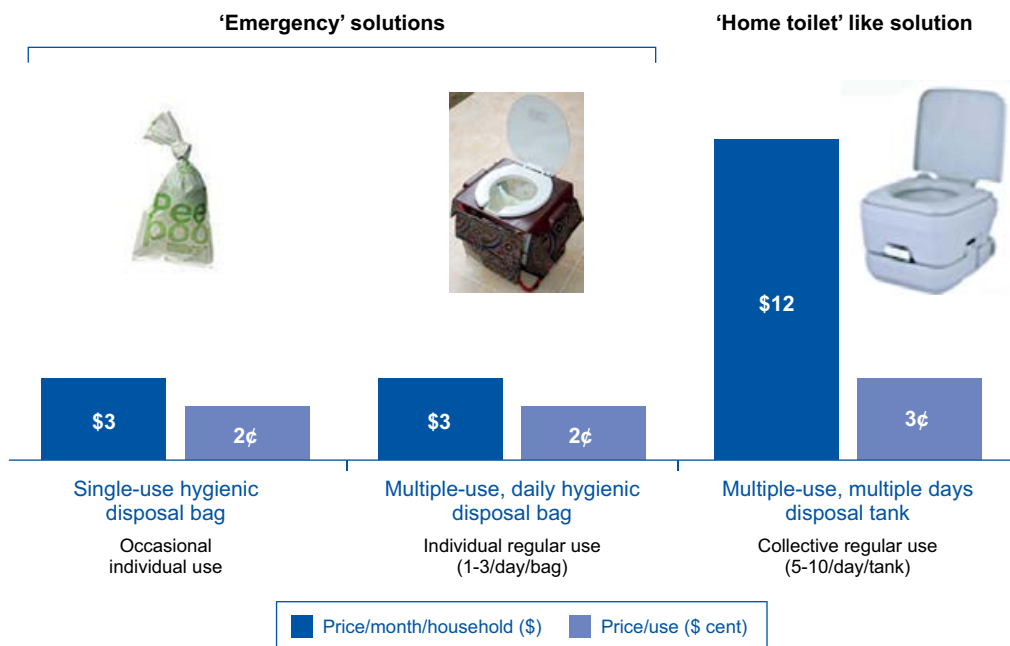 ‘Emergency’ solutions
‘Home toilet’ like solution
Pee
poo
$3
2¢
$3
2¢
$12
3¢
Single-use hygienic
disposal bag
Occasional
individual use
Multiple-use, daily hygienic
disposal bag
Individual regular use
(1-3/day/bag)
Multiple-use, multiple days
disposal tank
Collective regular use
(5-10/day/tank)
Price/month/household ($)
Price/use ($ cent)